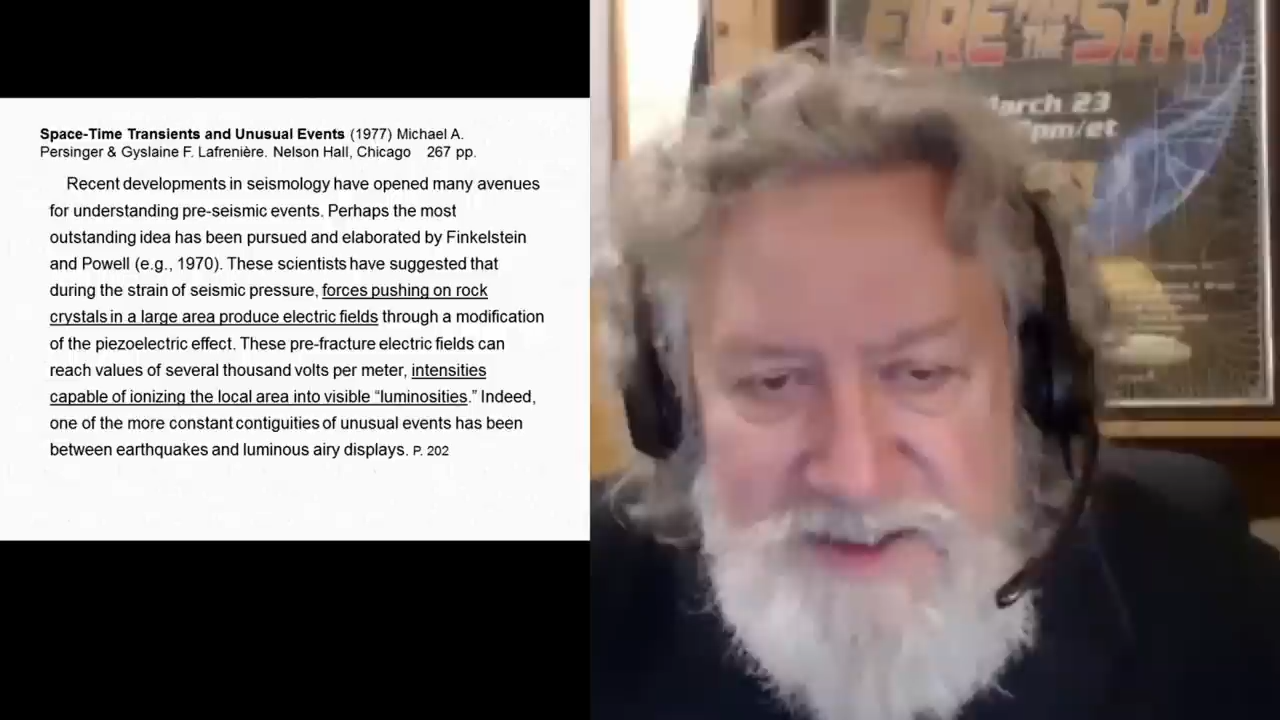 Space-Time Transients and Unusual Events (1977) Michael A.
Persinger & Gyslaine F. Lafrenière. Nelson Hall, Chicago 267 pp.
Recent developments in seismology have opened many avenues
for understanding pre-seismic events. Perhaps the most
outstanding idea has been pursued and elaborated by Finkelstein
and Powell (e.g., 1970). These scientists have suggested that
during the strain of seismic pressure, forces pushing on rock
crystals in a large area produce electric fields through a modification
of the piezoelectric effect. These pre-fracture electric fields can
reach values of several thousand volts per meter, intensities
capable of ionizing the local area into visible “luminosities.” Indeed,
one of the more constant contiguities of unusual events has been
between earthquakes and luminous airy displays. P. 202
FIRE
THE
March 23
pm/et